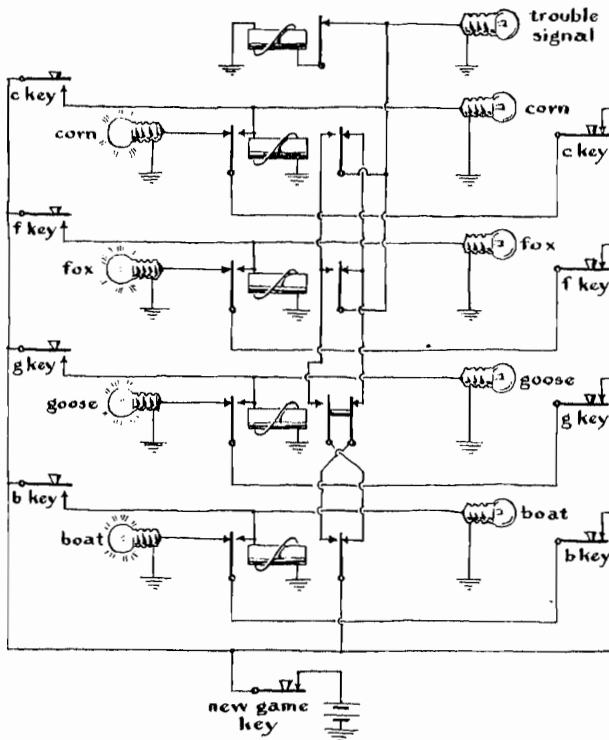 trouble
signal
c key
corn
corn
c key
f key
fox
fox
f key
g key
goose
goose
g key
b key
boat
boat
b key
new game
key